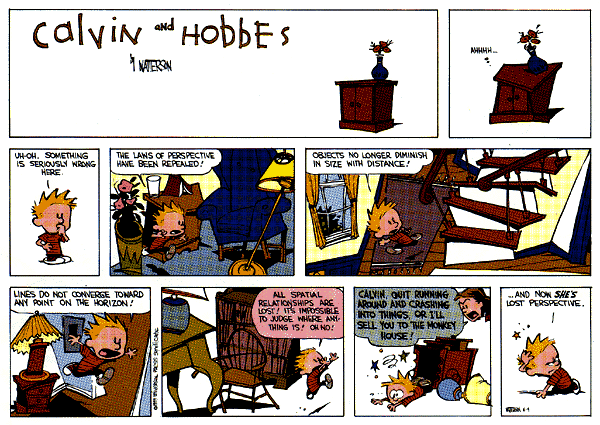 Calvin and Hobbes
by WATTERSON
AHHHH...
UH-OH. SOMETHING
IS SERIOUSLY WRONG
HERE.
THE LAWS OF PERSPECTIVE
HAVE BEEN REPEALED!
OBJECTS NO LONGER DIMINISH
IN SIZE WITH DISTANCE!
LINES DO NOT CONVERGE TOWARD
ANY POINT ON THE HORIZON!
ALL SPATIAL
RELATIONSHIPS ARE
LOST! IT'S IMPOSSIBLE
TO JUDGE WHERE ANY-
THING IS! OH NO!
CALVIN, QUIT RUNNING
AROUND AND CRASHING
INTO THINGS, OR I'LL
SELL YOU TO THE MONKEY
HOUSE!
...AND NOW SHE'S
LOST PERSPECTIVE.